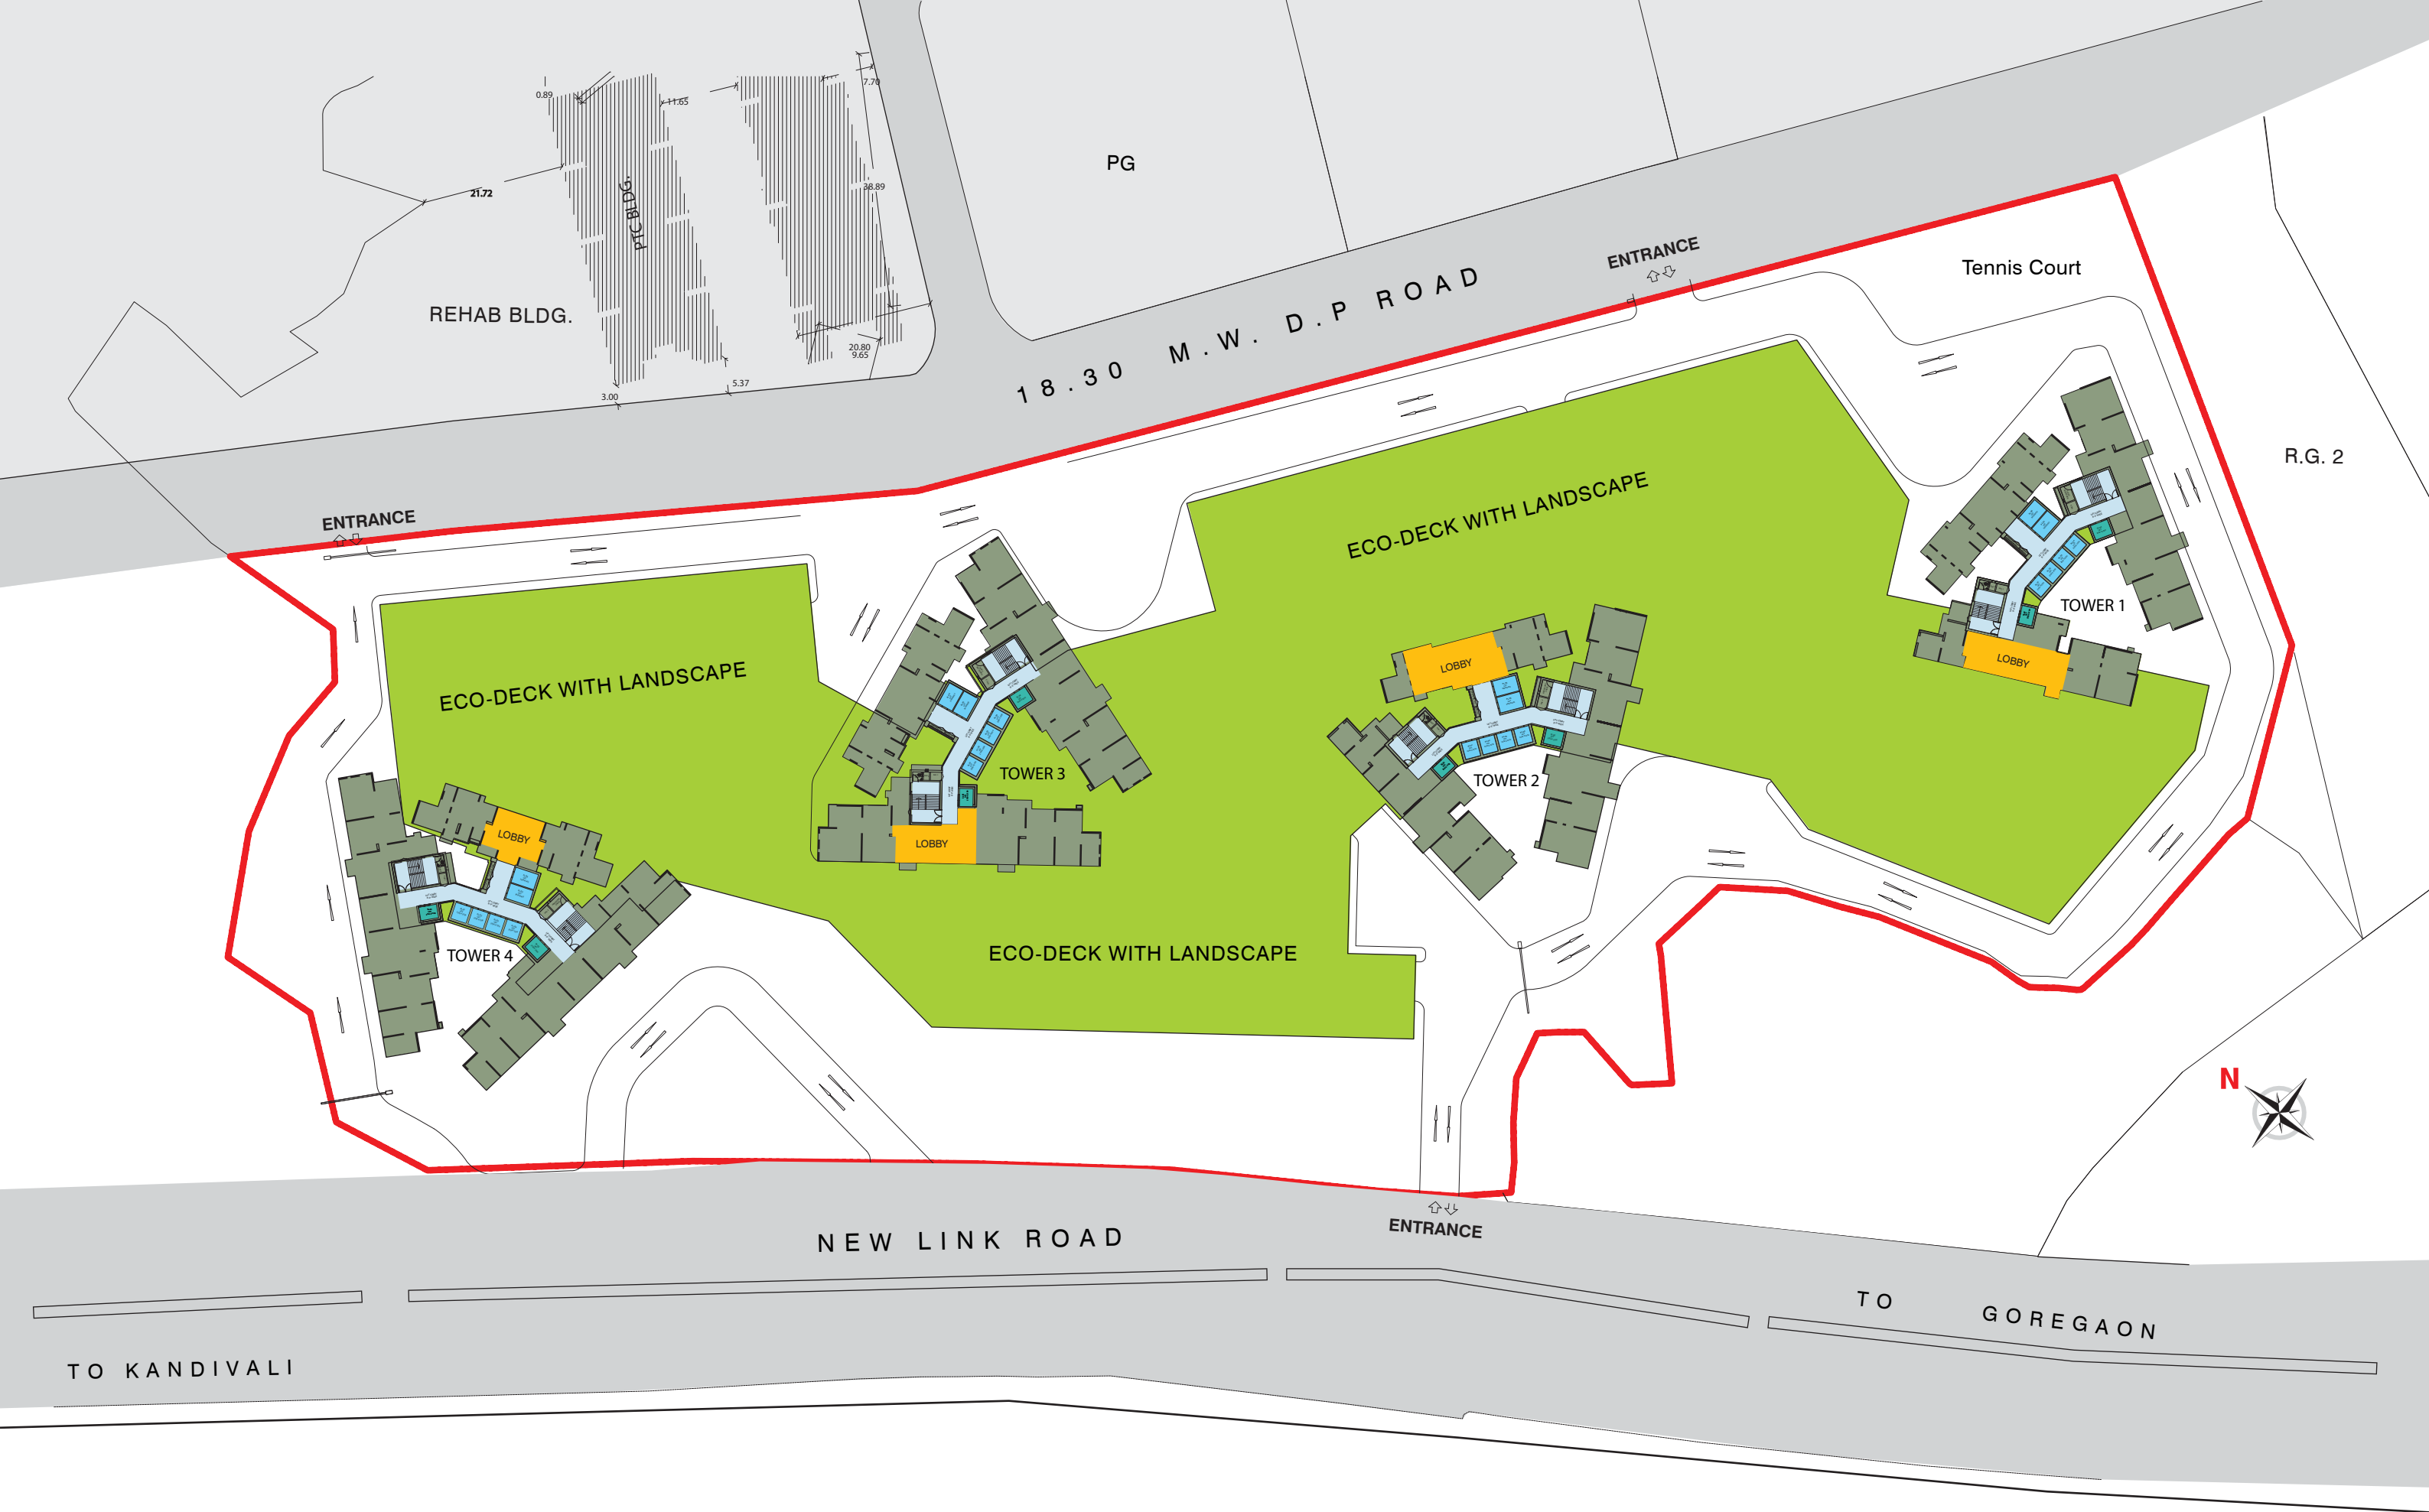 7.70
0.89
11.65
PTC BLDG.
21.72
38.89
PG
REHAB BLDG.
20.80
9.65
5.37
3.00
18.30 M.W. D.P ROAD
ENTRANCE
Tennis Court
R.G. 2
ENTRANCE
ECO-DECK WITH LANDSCAPE
ECO-DECK WITH LANDSCAPE
TOWER 1
LOBBY
LOBBY
TOWER 3
TOWER 2
LOBBY
LOBBY
TOWER 4
ECO-DECK WITH LANDSCAPE
N
ENTRANCE
NEW LINK ROAD
TO GOREGAON
TO KANDIVALI